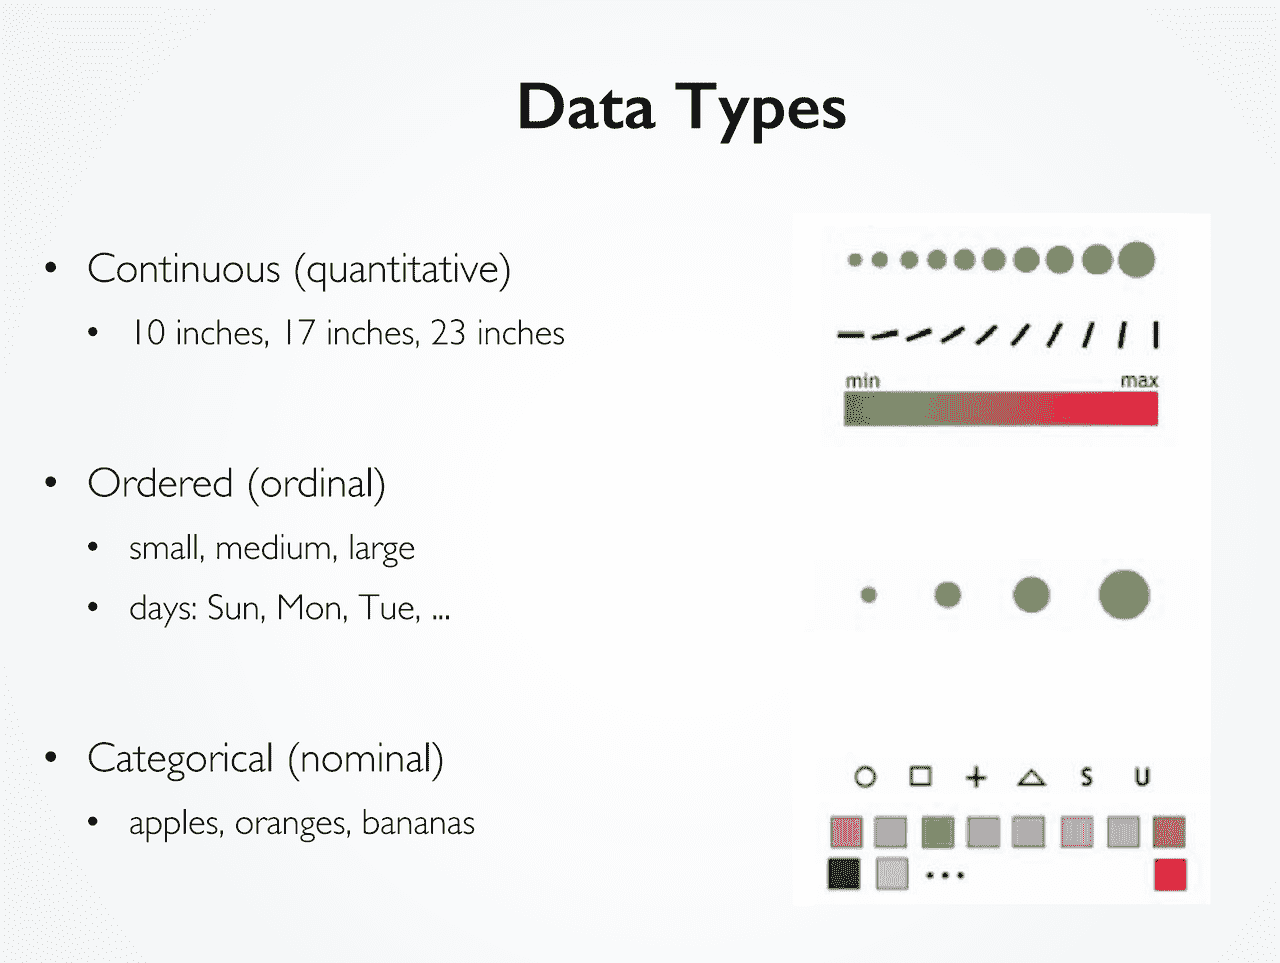 Data Types
• Continuous (quantitative)
• 10 inches, 17 inches, 23 inches
min max
• Ordered (ordinal)
• small, medium, large
• days: Sun, Mon, Tue, ...
• Categorical (nominal)
S U
• apples, oranges, bananas